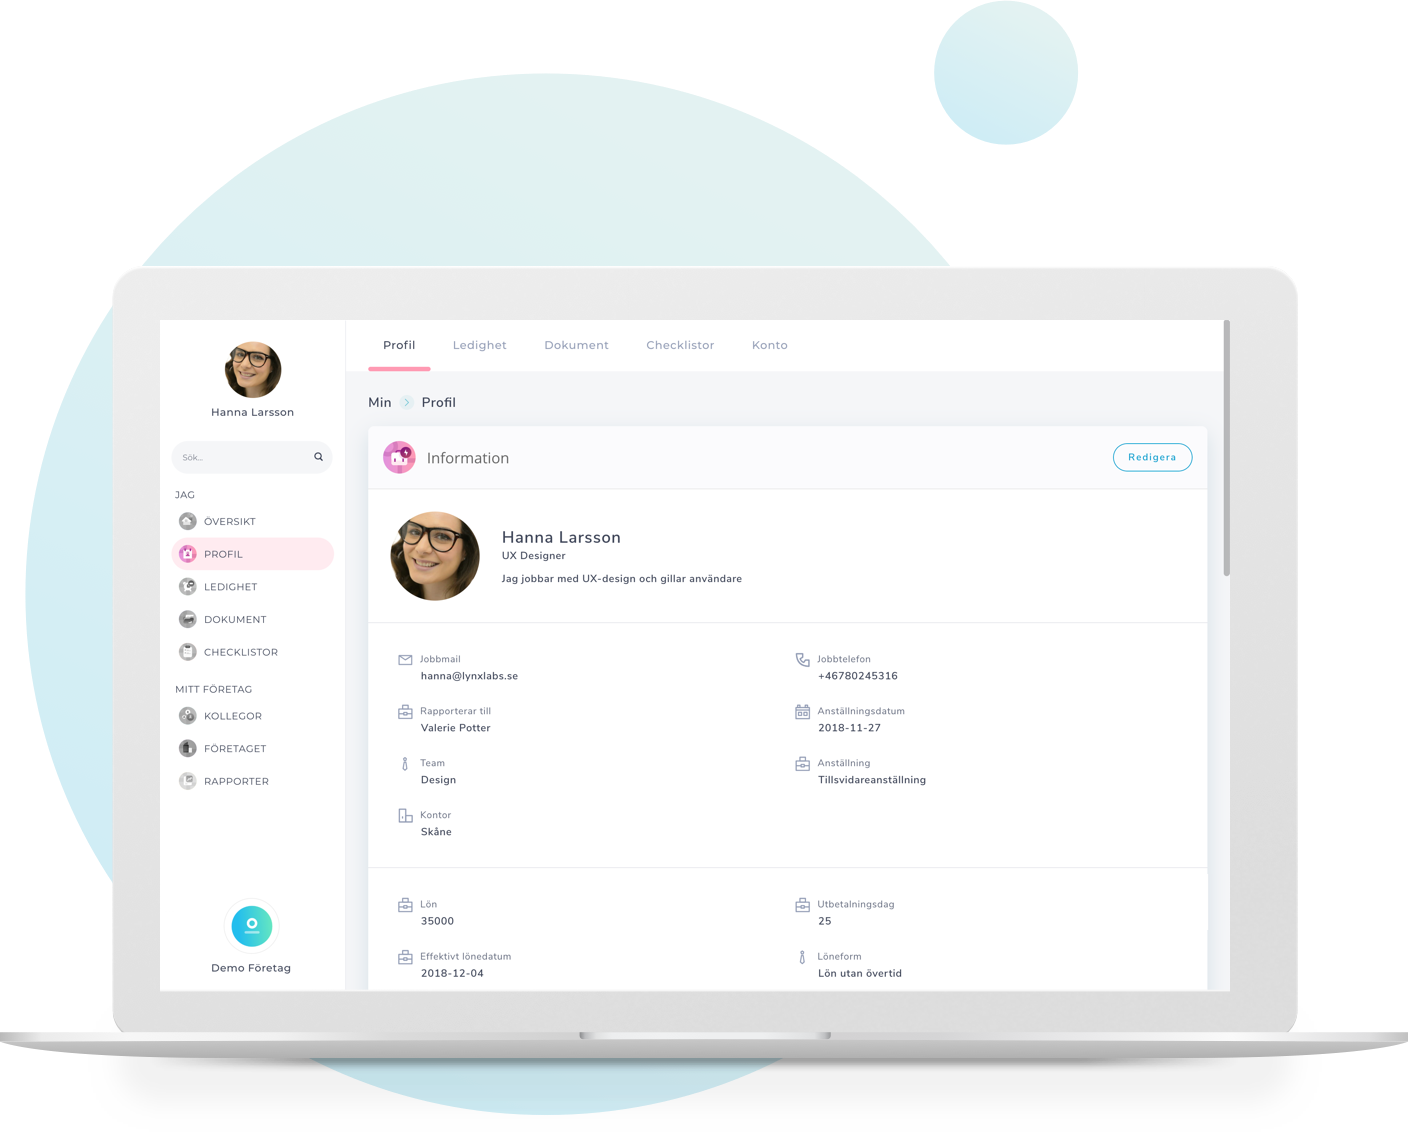 Hanna Larsson
Sök...
JAG
ÖVERSIKT
PROFIL
LEDIGHET
DOKUMENT
CHECKLISTOR
MITT FÖRETAG
KOLLEGOR
FÖRETAGET
RAPPORTER
Demo Företag
Profil Ledighet Dokument Checklistor Konto
Min Profil
Information
Redigera
Hanna Larsson
UX Designer
Jag jobbar med UX-design och gillar användare
Jobbmail
hanna@lynxlabs.se
Jobbtelefon
+46780245316
Rapporterar till
Valerie Potter
Anställningsdatum
2018-11-27
Team
Design
Anställning
Tillsvidareanställning
Kontor
Skåne
Lön
35000
Utbetalningsdag
25
Effektivt lönedatum
2018-12-04
Löneform
Lön utan övertid